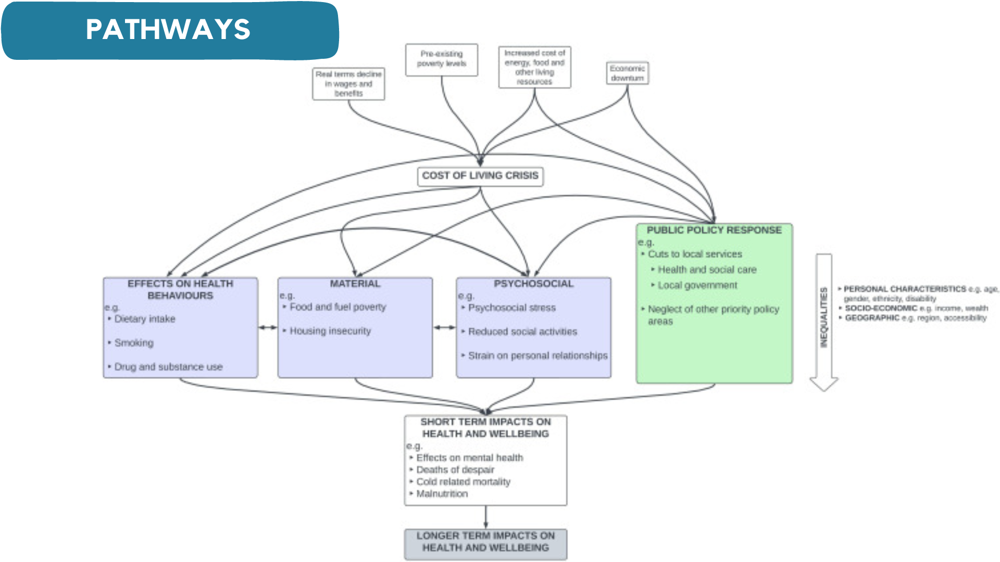 PATHWAYS
Pre-existing
poverty levels
Increased cost of
energy, food and
other living
resources
Economic
downturn
Real terms decline
in wages and
benefits
COST OF LIVING CRISIS
PUBLIC POLICY RESPONSE
e.g.
‣ Cuts to local services
‣ Health and social care
‣ Local government
‣ Neglect of other priority policy
areas
EFFECTS ON HEALTH
BEHAVIOURS
e.g.
‣ Dietary intake
‣ Smoking
‣ Drug and substance use
MATERIAL
e.g.
‣ Food and fuel poverty
‣ Housing insecurity
PSYCHOSOCIAL
e.g.
‣ Psychosocial stress
‣ Reduced social activities
‣ Strain on personal relationships
INEQUALITIES
‣ PERSONAL CHARACTERISTICS e.g. age,
gender, ethnicity, disability
‣ SOCIO-ECONOMIC e.g. income, wealth
‣ GEOGRAPHIC e.g. region, accessibility
SHORT TERM IMPACTS ON
HEALTH AND WELLBEING
e.g.
‣ Effects on mental health
‣ Deaths of despair
‣ Cold related mortality
‣ Malnutrition
LONGER TERM IMPACTS ON
HEALTH AND WELLBEING